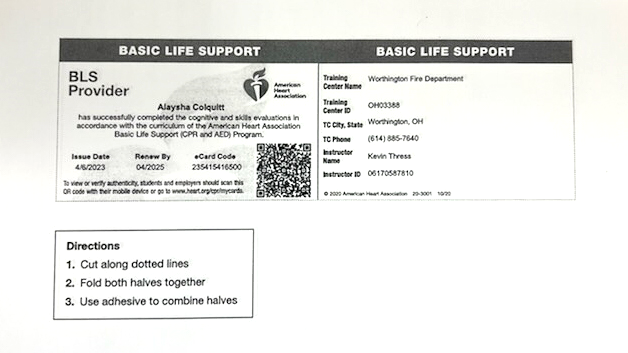 BASIC LIFE SUPPORT
BLS
Provider
American
Heart
Association
Alaysha Colquitt
has successfully completed the cognitive and skills evaluations in
accordance with the curriculum of the American Heart Association
Basic Life Support (CPR and AED) Program.
Issue Date Renew By eCard Code
4/6/2023 04/2025 235415416500
To view or verify authenticity, students and employers should scan this
QR code with their mobile device or go to www.heart.org/cpr/mycards.
BASIC LIFE SUPPORT
Training
Center Name Worthington Fire Department
Training
Center ID OH03388
TC City, State Worthington, OH
TC Phone (614) 885-7640
Instructor
Name Kevin Thress
Instructor ID 06170587810
© 2020 American Heart Association 20-3001 10/20
Directions
1. Cut along dotted lines
2. Fold both halves together
3. Use adhesive to combine halves